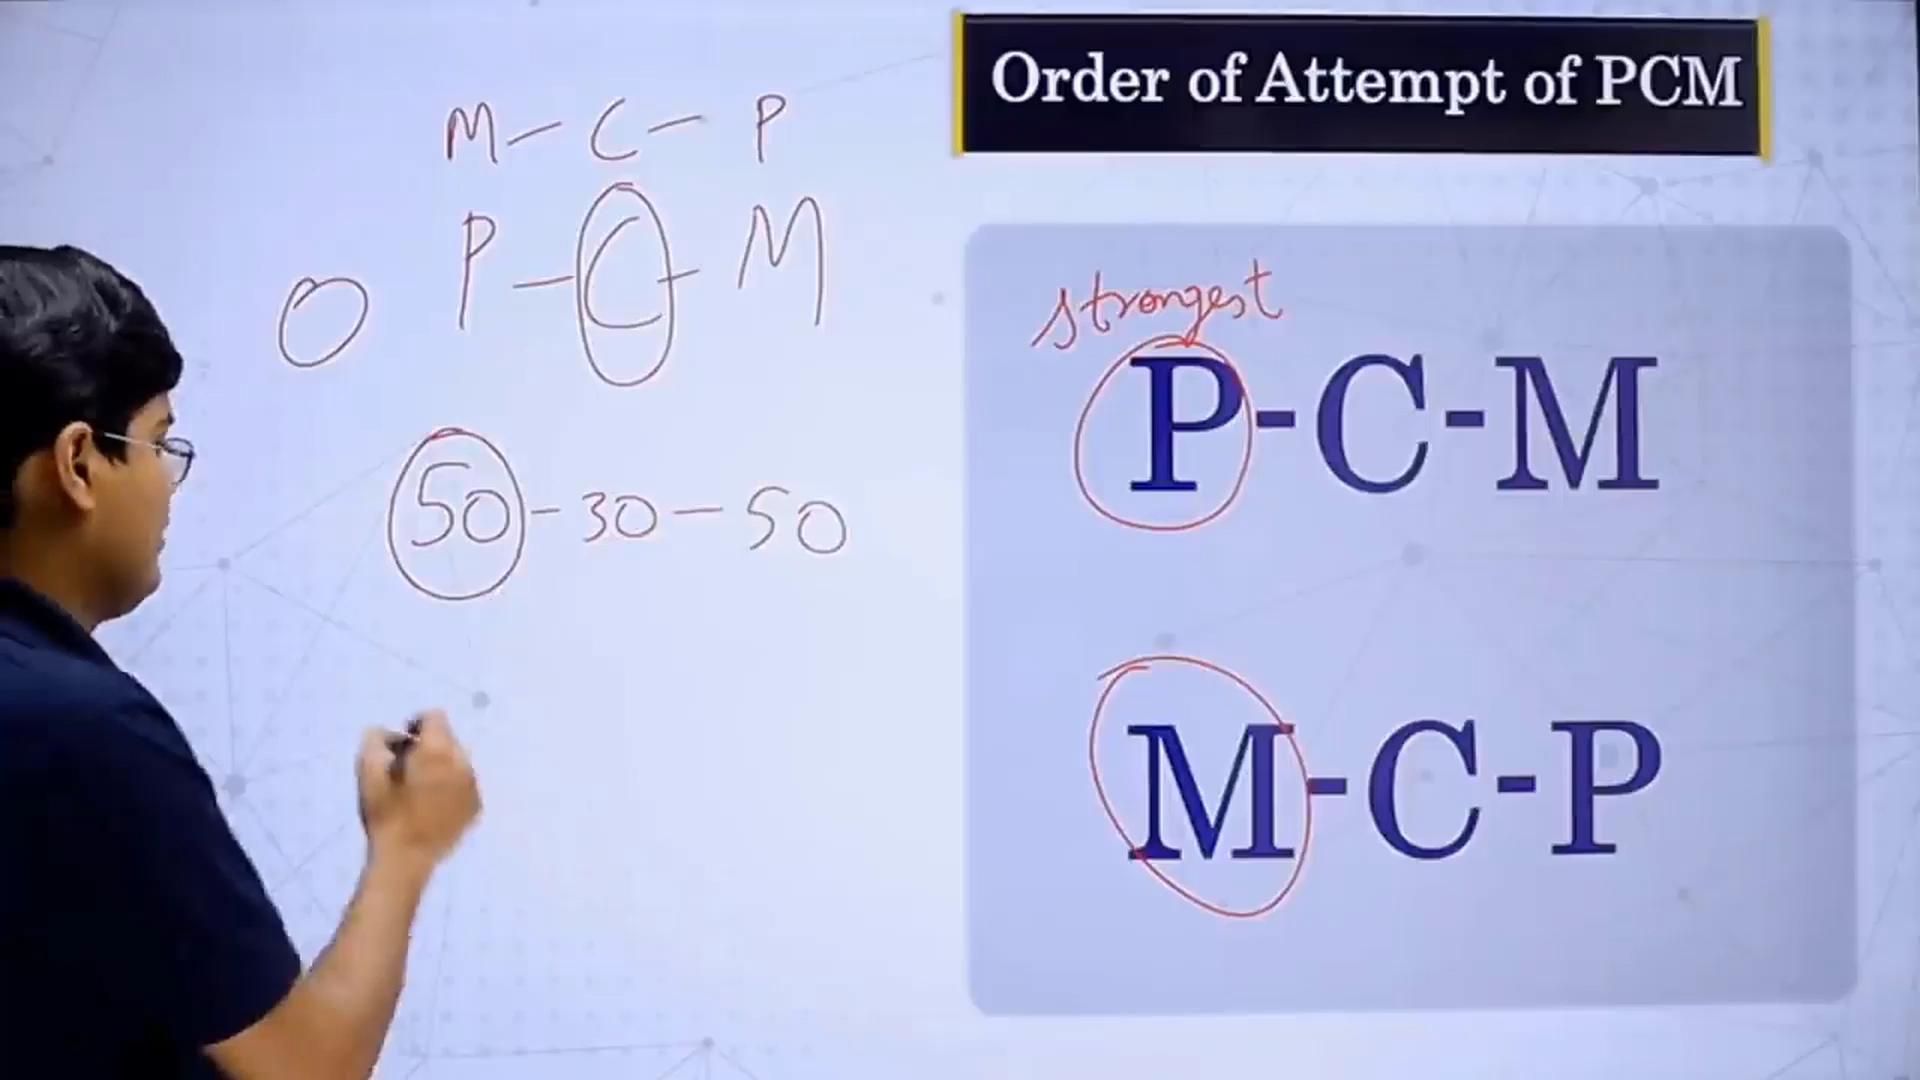 Order of Attempt of PCM
M - C - P
P - C - M
50 - 30 - 50
strongest
P-C-M
M-C-P